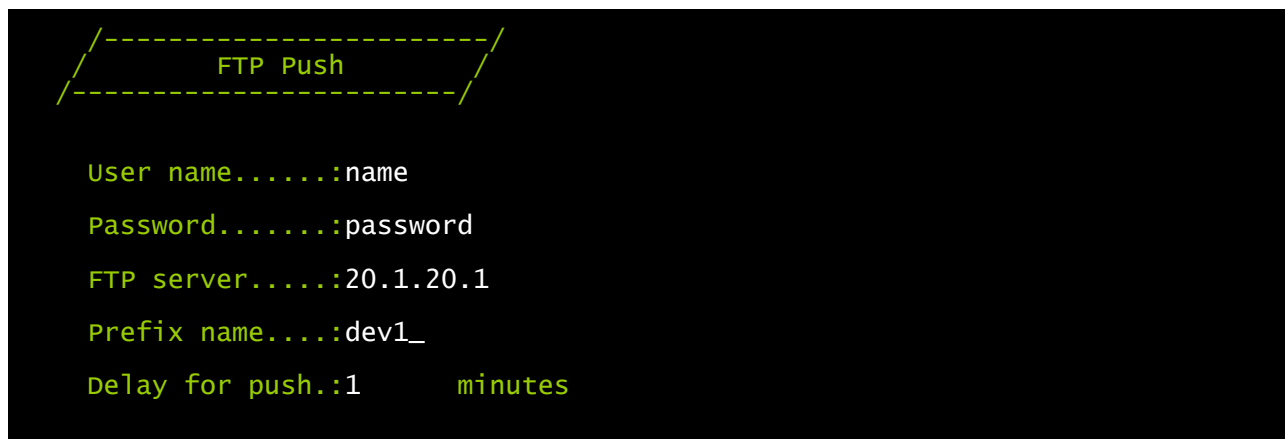 /------------------------/
/ FTP Push /
/------------------------/
User name......:name
Password.......:password
FTP server.....:20.1.20.1
Prefix name....:dev1_
Delay for push.:1 minutes